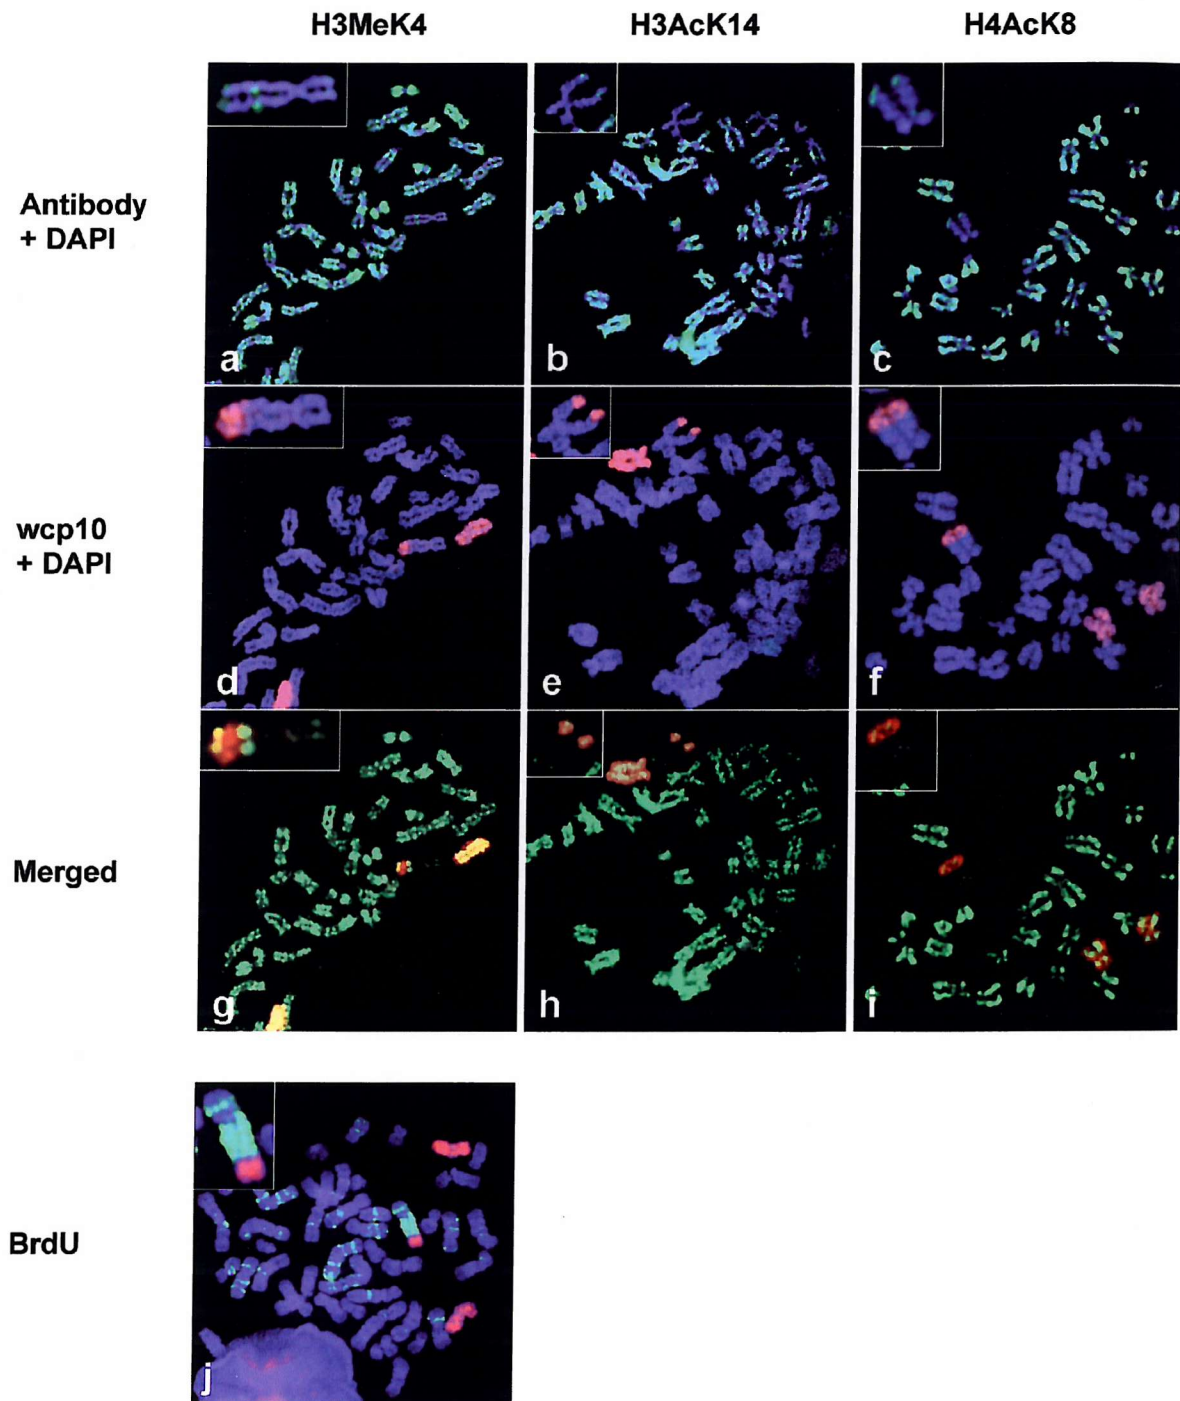 H3MeK4 H3AcK14 H4AcK8
Antibody
+ DAPI
a b c
wcp10
+ DAPI
d e f
Merged
g h i
BrdU
j